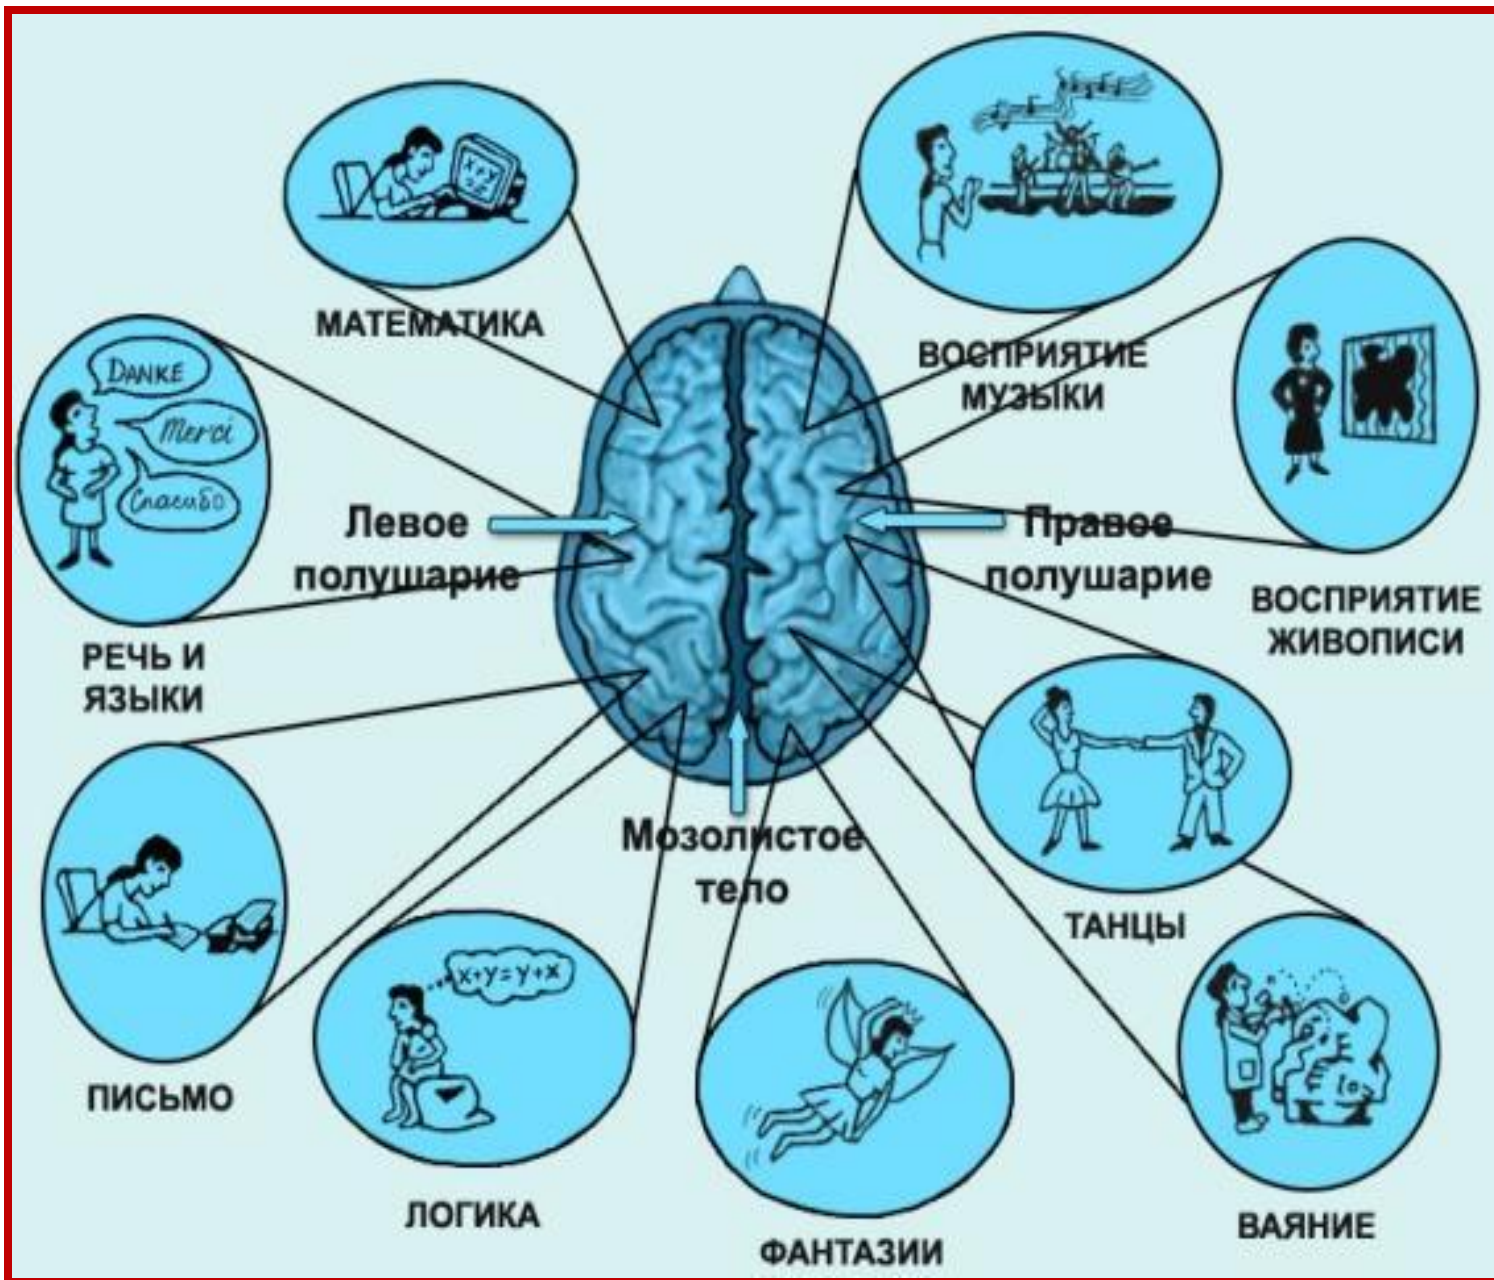 МАТЕМАТИКА
X+Y
DANKE
Merci
Спасибо
РЕЧЬ И
ЯЗЫКИ
Левое
полушарие
ВОСПРИЯТИЕ
МУЗЫКИ
Правое
полушарие
ВОСПРИЯТИЕ
ЖИВОПИСИ
Мозолистое
тело
ТАНЦЫ
ПИСЬМО
x+y=y+x
ЛОГИКА
ФАНТАЗИИ
ВАЯНИЕ